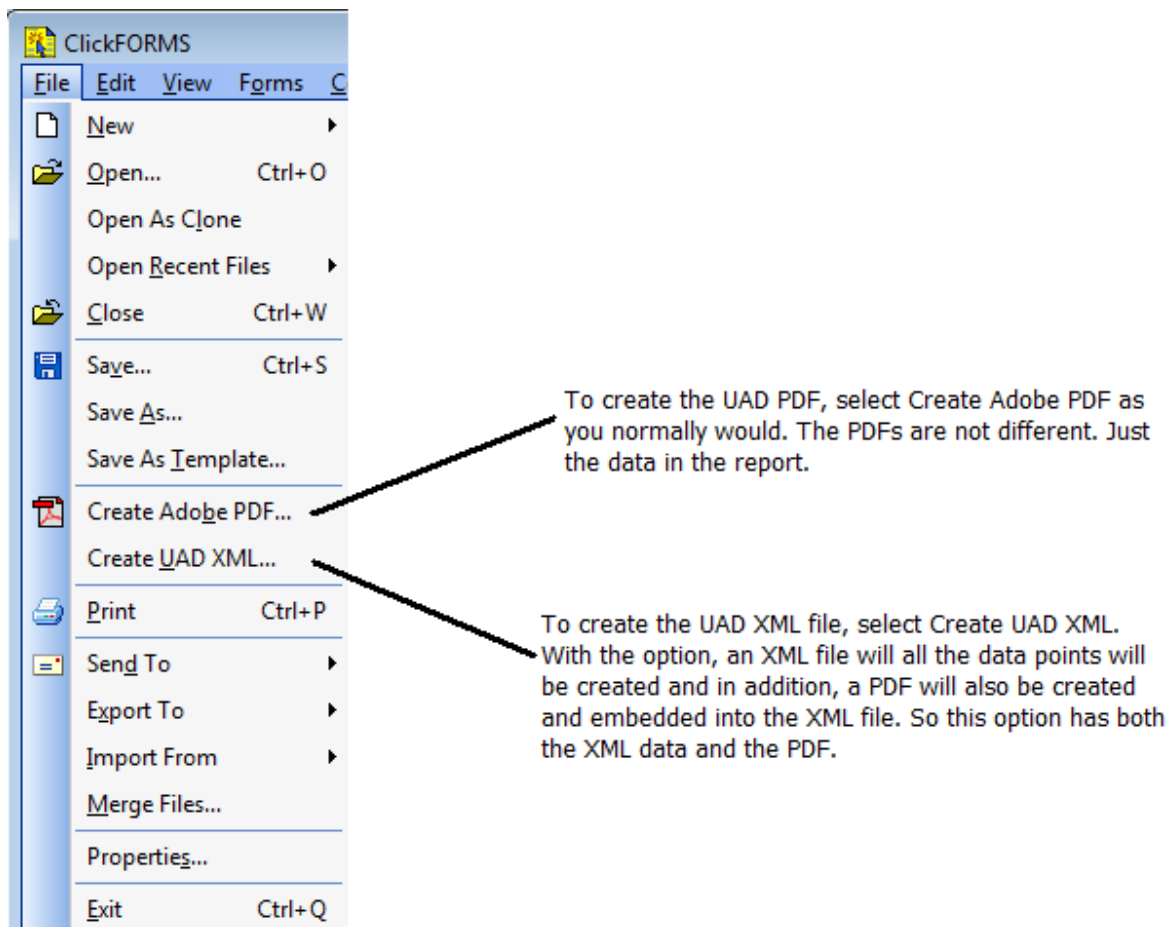 ClickFORMS
File Edit View Forms C
New
Open... Ctrl+O
Open As Clone
Open Recent Files
Close Ctrl+W
Save... Ctrl+S
Save As...
Save As Template...
Create Adobe PDF...
Create UAD XML...
Print Ctrl+P
Send To
Export To
Import From
Merge Files...
Properties...
Exit Ctrl+Q
To create the UAD PDF, select Create Adobe PDF as
you normally would. The PDFs are not different. Just
the data in the report.
To create the UAD XML file, select Create UAD XML.
With the option, an XML file will all the data points will
be created and in addition, a PDF will also be created
and embedded into the XML file. So this option has both
the XML data and the PDF.